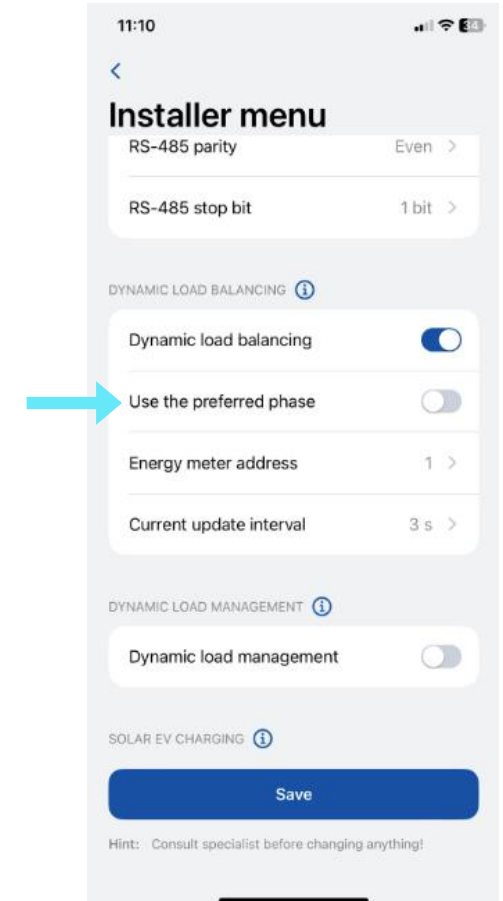 11:10
34
Installer menu
RS-485 parity Even
RS-485 stop bit 1 bit
DYNAMIC LOAD BALANCING
Dynamic load balancing
Use the preferred phase
Energy meter address 1
Current update interval 3 s
DYNAMIC LOAD MANAGEMENT
Dynamic load management
SOLAR EV CHARGING
Save
Hint: Consult specialist before changing anything!